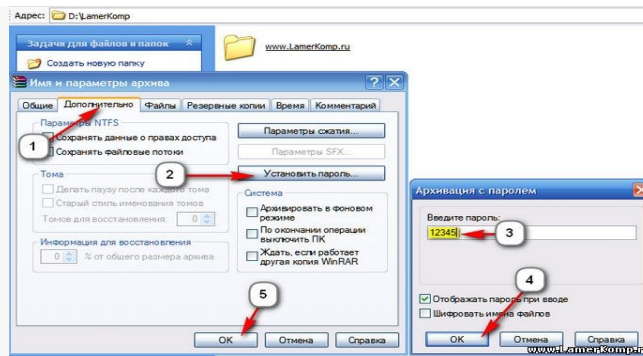 Адрес: D:\LamerKomp
Задачи для файлов и папок
Создать новую папку
www.LamerKomp.ru
Имя и параметры архива
Общие Дополнительно Файлы Резервные копии Время Комментарий
Параметры NTFS
Сохранять данные о правах доступа
Сохранять файловые потоки
1
Параметры сжатия...
Параметры SFX...
2
Установить пароль...
Тома
Делать паузу после каждого тома
Старый стиль именования томов
Томов для восстановления: 0
Система
Архивировать в фоновом
режиме
По окончании операции
выключить ПК
Ждать, если работает
другая копия WinRAR
Информация для восстановления
0 % от общего размера архива
5
ОК Отмена Справка
Архивация с паролем
Введите пароль:
12345
3
4
Отображать пароль при вводе
Шифровать имена файлов
ОК Отмена Справка